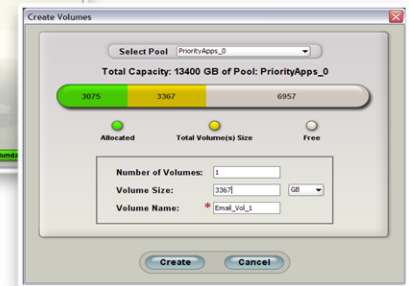 Create Volumes
Select Pool PriorityApps_0
Total Capacity: 13400 GB of Pool: PriorityApps_0
3075 3367 6957
Allocated Total Volume(s) Size Free
Number of Volumes: 1
Volume Size: 3367 GB
Volume Name: * Email_Vol_1
Create Cancel